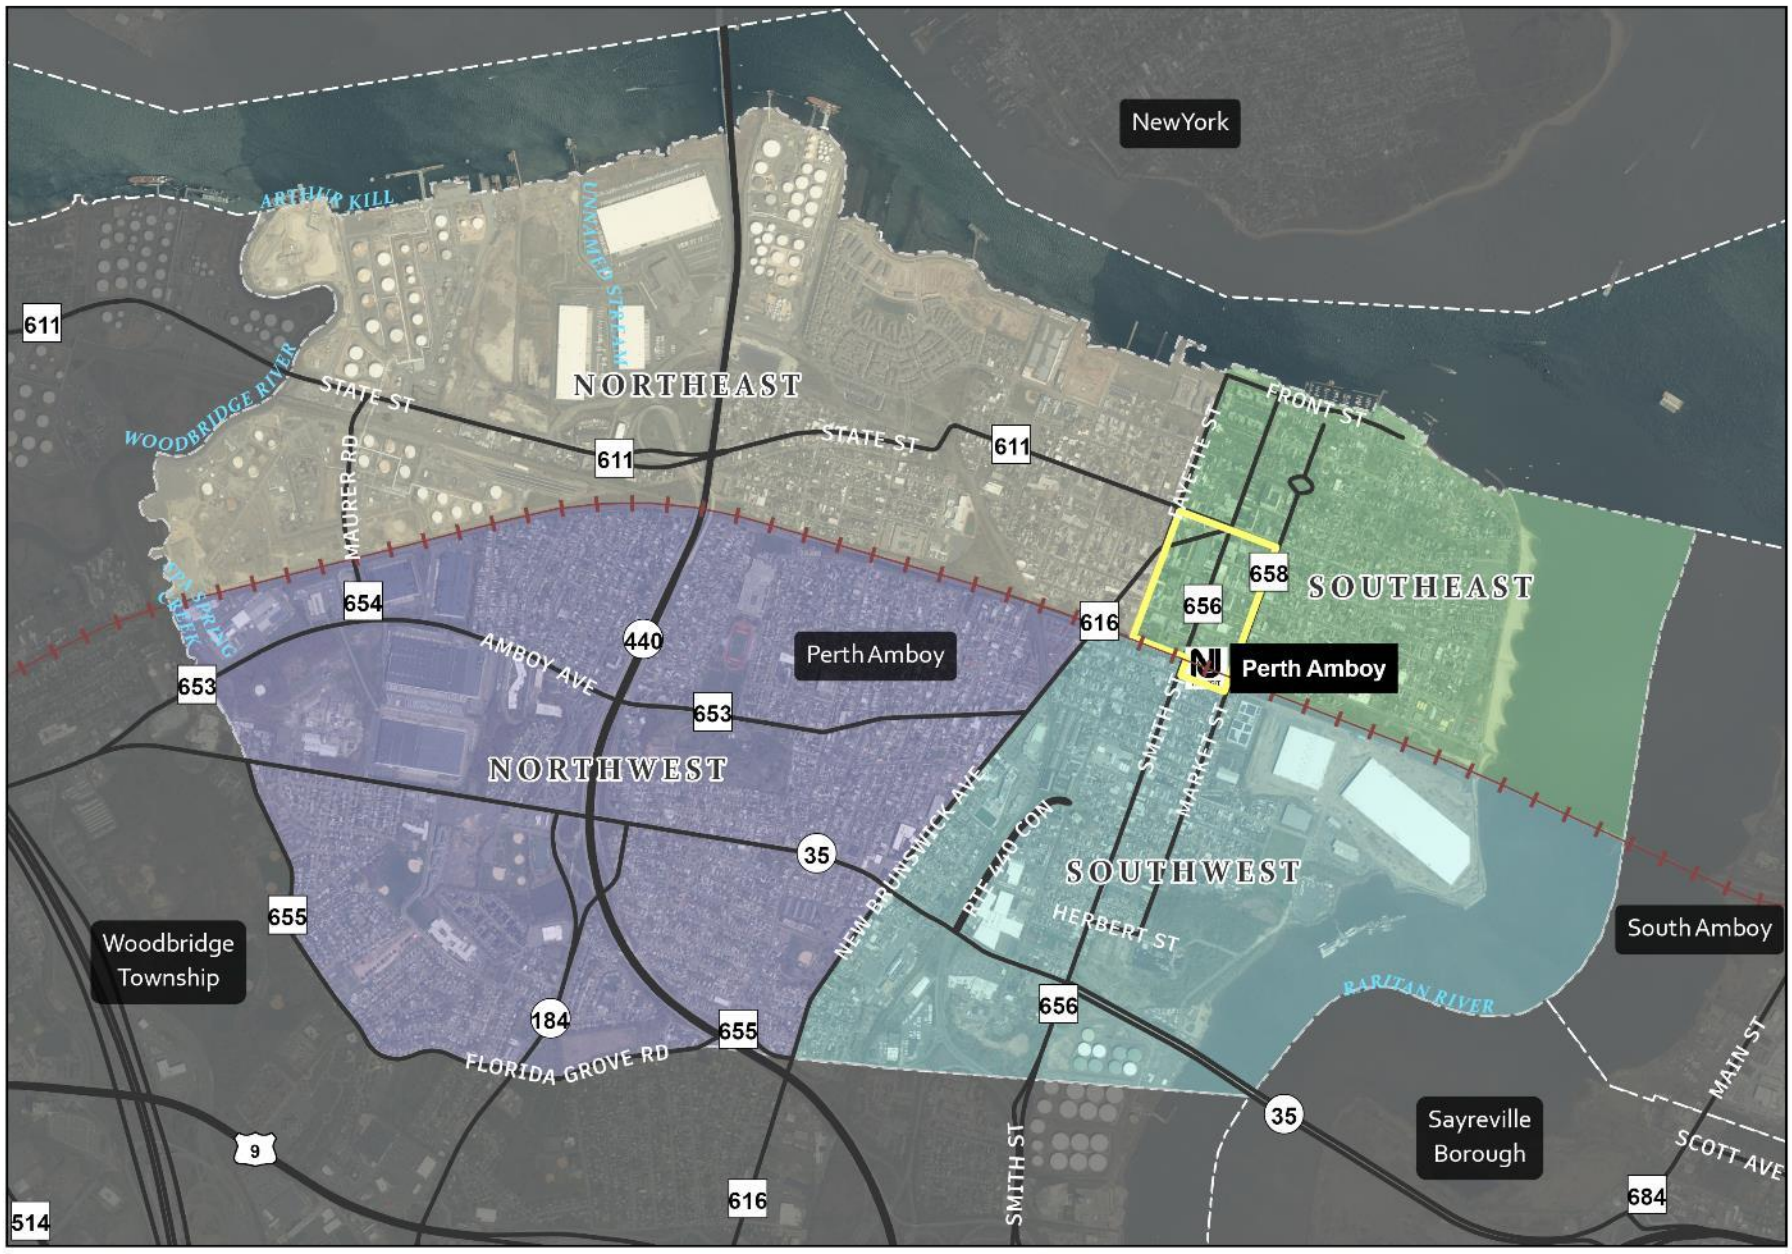 NewYork
ARTHUR KILL
UNNAMED STREAM
611
WOODBRIDGE RIVER
STATE ST
NORTHEAST
FRONT ST
MAURER RD
611
STATE ST
611
FAYETTE ST
SPRING
CREEK
654
658
SOUTHEAST
656
616
440
AMBOY AVE
Perth Amboy
NJ
Perth Amboy
653
653
SMITH ST
MARKET ST
NORTHWEST
NEW BRUNSWICK AVE
RTE 440 CON
35
SOUTHWEST
HERBERT ST
655
Woodbridge
Township
South Amboy
RARITAN RIVER
656
184
655
FLORIDA GROVE RD
MAIN ST
35
Sayreville
Borough
SCOTT AVE
9
SMITH ST
616
684
514